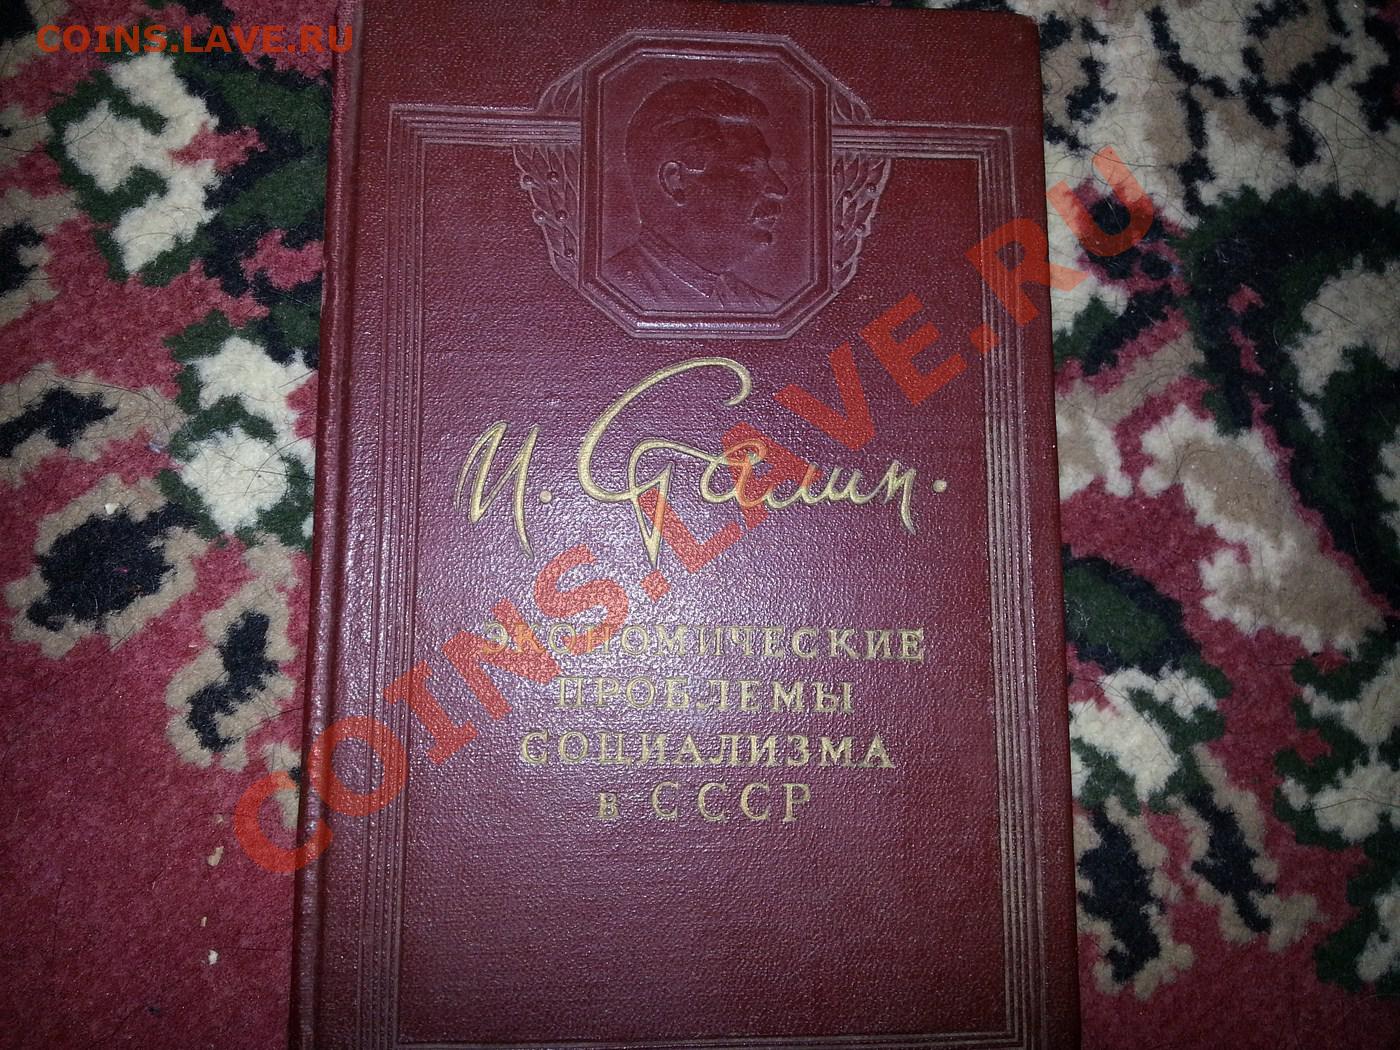 COINS.LAVE.RU
И. Сталин.
ЭКОНОМИЧЕСКИЕ
ПРОБЛЕМЫ
СОЦИАЛИЗМА
в СССР
COINS.LAVE.RU